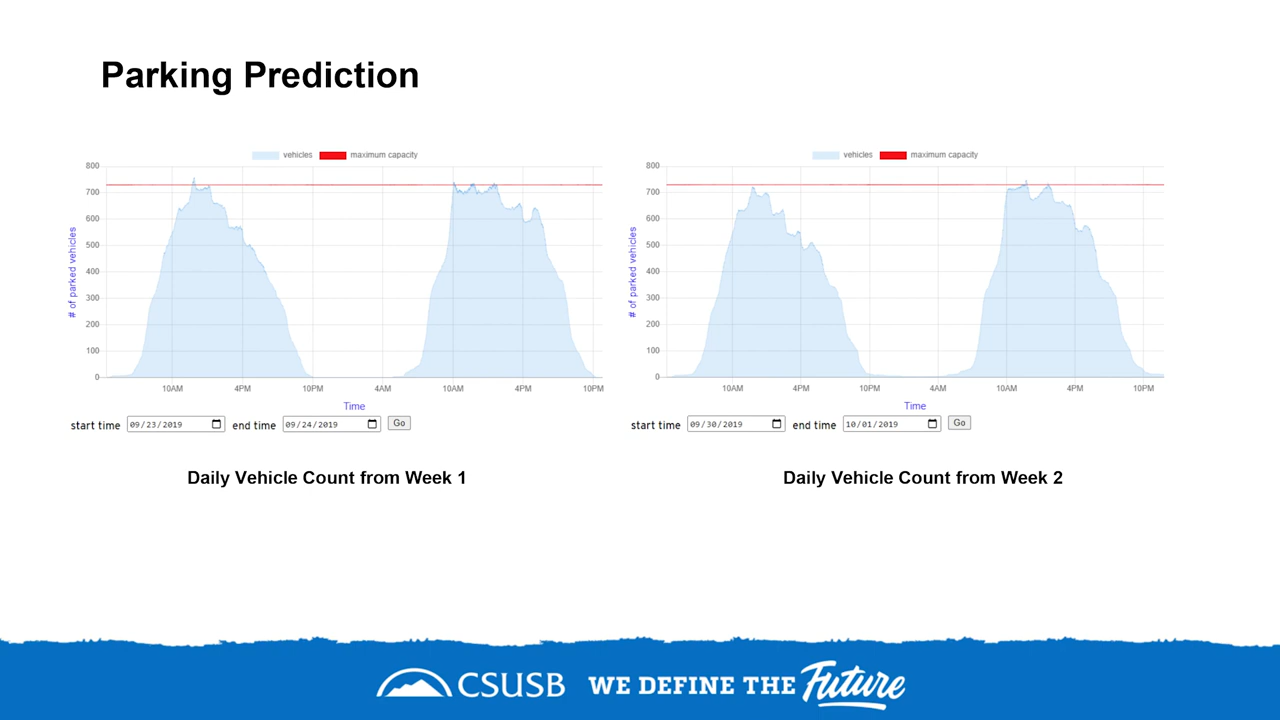 Parking Prediction
vehicles maximum capacity
800
700
600
500
400
300
200
100
0
# of parked vehicles
10AM 4PM 10PM 4AM 10AM 4PM 10PM
Time
start time 09/23/2019 end time 09/24/2019 Go
Daily Vehicle Count from Week 1
vehicles maximum capacity
800
700
600
500
400
300
200
100
0
# of parked vehicles
10AM 4PM 10PM 4AM 10AM 4PM 10PM
Time
start time 09/30/2019 end time 10/01/2019 Go
Daily Vehicle Count from Week 2
CSUSB WE DEFINE THE Future